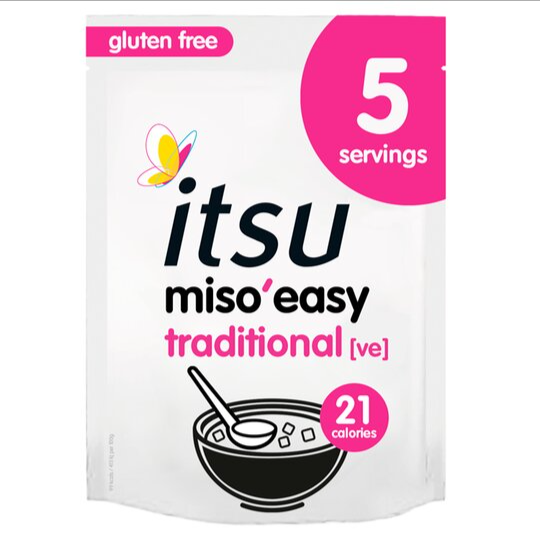 gluten free
5
servings
itsu
miso'easy
traditional [ve]
21
calories